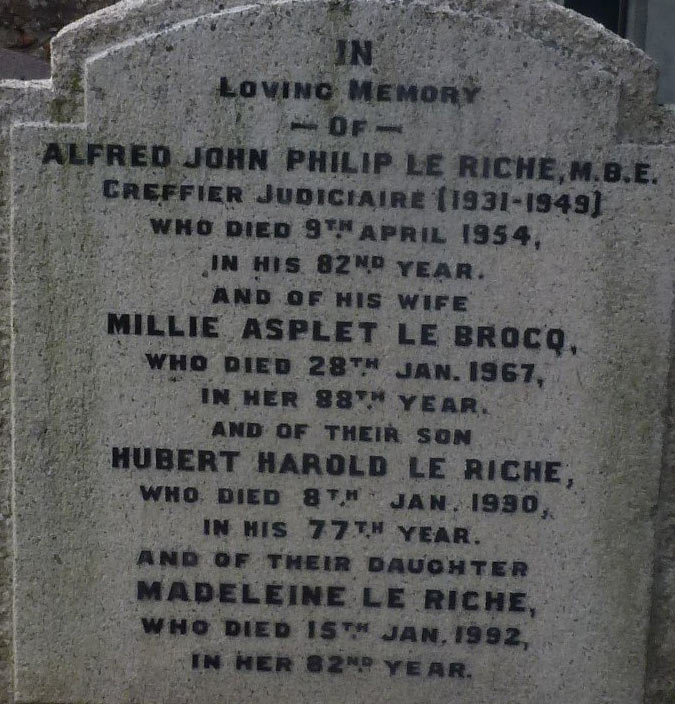 IN
LOVING MEMORY
— OF —
ALFRED JOHN PHILIP LE RICHE, M.B.E.
GREFFIER JUDICIAIRE (1931-1949)
WHO DIED 9TH APRIL 1954,
IN HIS 82ND YEAR.
AND OF HIS WIFE
MILLIE ASPLET LE BROCQ,
WHO DIED 28TH JAN. 1967,
IN HER 88TH YEAR.
AND OF THEIR SON
HUBERT HAROLD LE RICHE,
WHO DIED 8TH JAN. 1990,
IN HIS 77TH YEAR.
AND OF THEIR DAUGHTER
MADELEINE LE RICHE,
WHO DIED 15TH JAN. 1992,
IN HER 82ND YEAR.